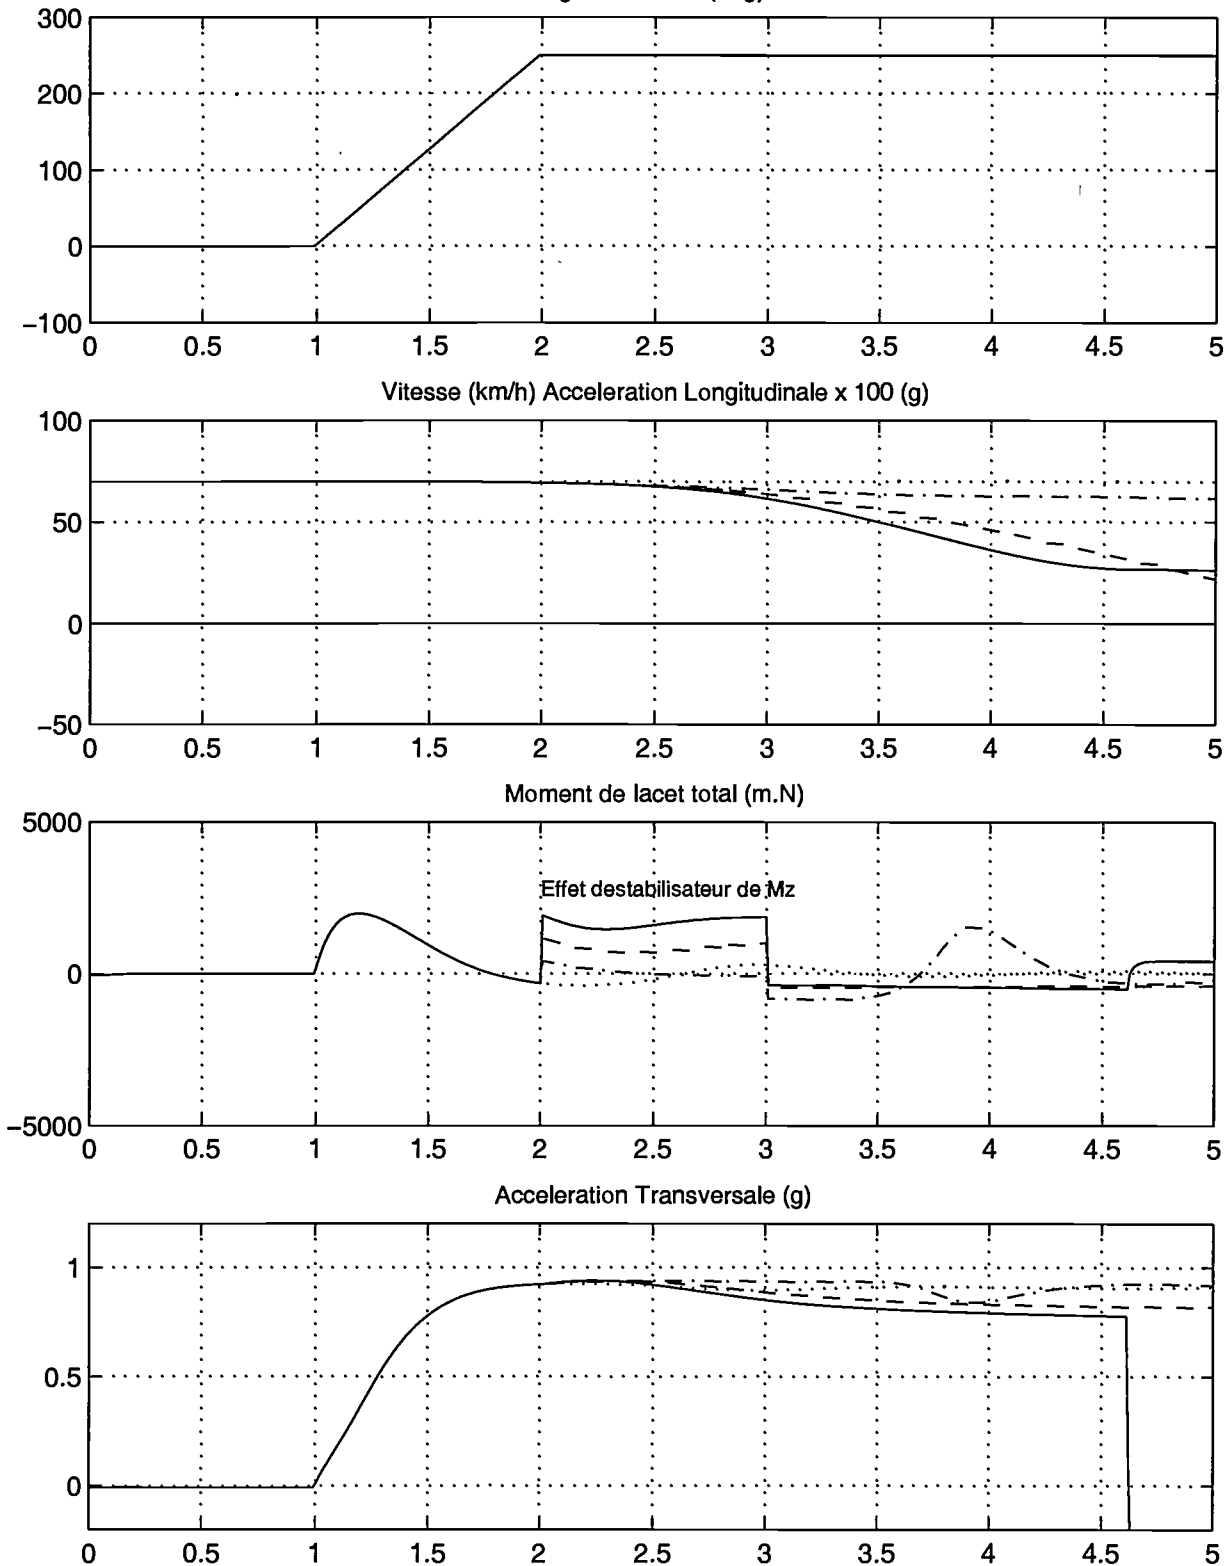 300
200
100
0
−100
0 0.5 1 1.5 2 2.5 3 3.5 4 4.5 5
Vitesse (km/h) Acceleration Longitudinale x 100 (g)
100
50
0
−50
0 0.5 1 1.5 2 2.5 3 3.5 4 4.5 5
Moment de lacet total (m.N)
5000
Effet destabilisateur de Mz
0
−5000
0 0.5 1 1.5 2 2.5 3 3.5 4 4.5 5
Acceleration Transversale (g)
1
0.5
0
0 0.5 1 1.5 2 2.5 3 3.5 4 4.5 5